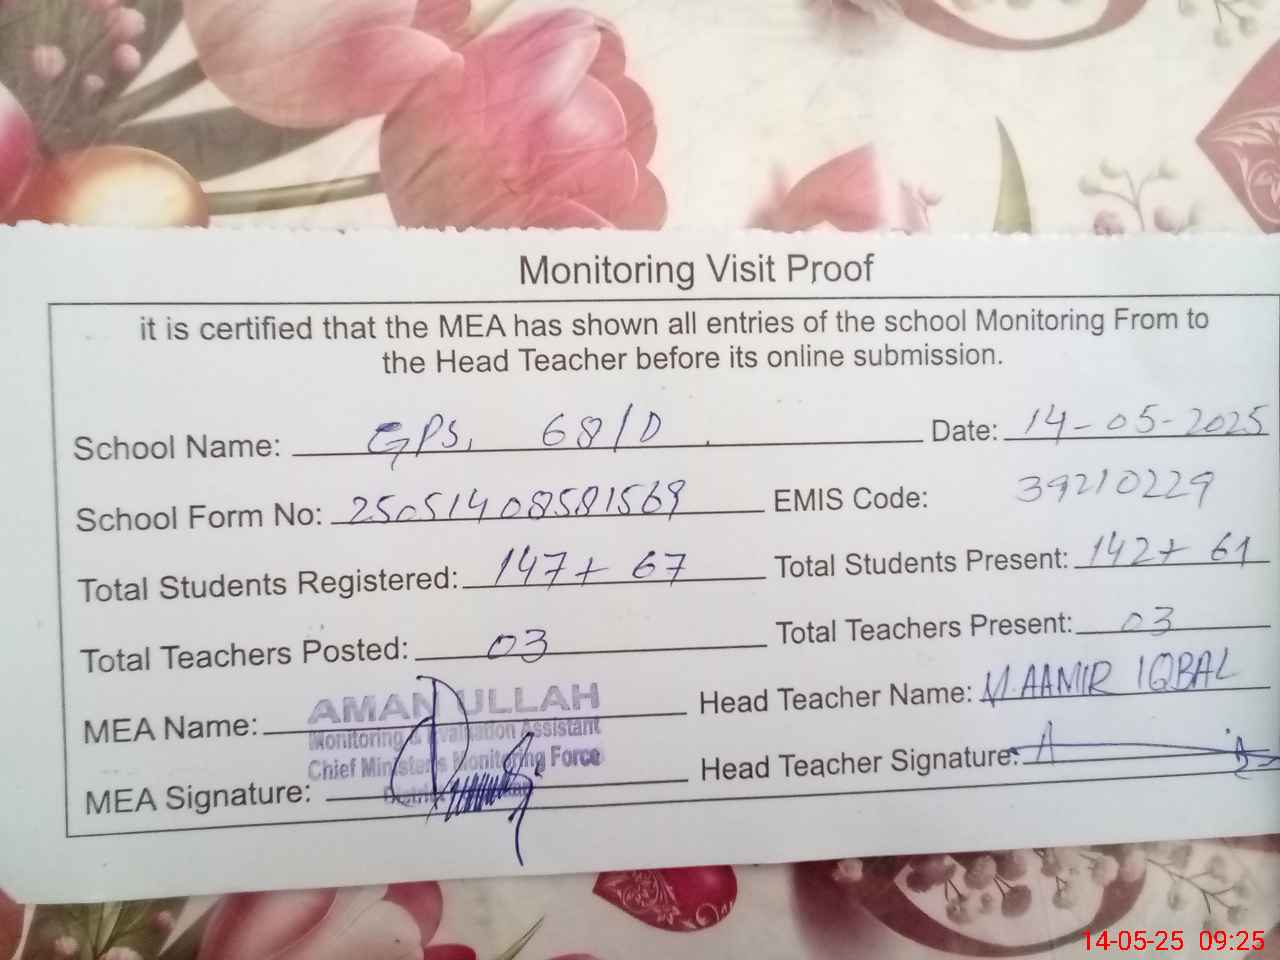 Monitoring Visit Proof
it is certified that the MEA has shown all entries of the school Monitoring From to
the Head Teacher before its online submission.
School Name: GPS, 68/D Date: 14-05-2025
School Form No: 25051408581569 EMIS Code: 39210229
Total Students Registered: 147+ 67 Total Students Present: 142+ 61
Total Teachers Posted: 03 Total Teachers Present: 03
MEA Name: AMAN ULLAH Head Teacher Name: M.AAMIR IQBAL
Monitoring & Evaluation Assistant
Chief Minister's Monitoring Force
MEA Signature: Head Teacher Signature:
District
14-05-25 09:25